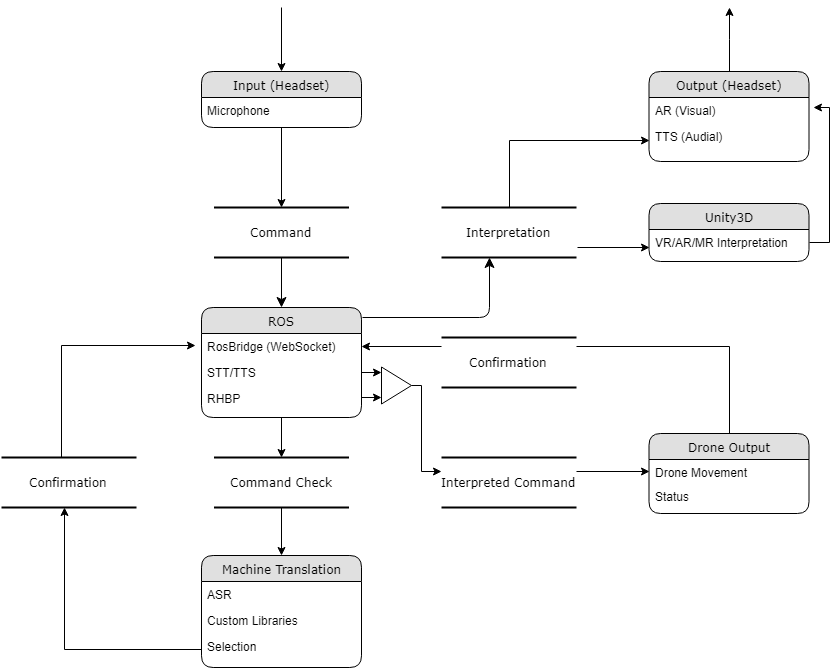 Input (Headset)
Microphone
Output (Headset)
AR (Visual)
TTS (Audial)
Command
Interpretation
Unity3D
VR/AR/MR Interpretation
ROS
RosBridge (WebSocket)
STT/TTS
RHBP
Confirmation
Drone Output
Drone Movement
Status
Confirmation
Command Check
Interpreted Command
Machine Translation
ASR
Custom Libraries
Selection